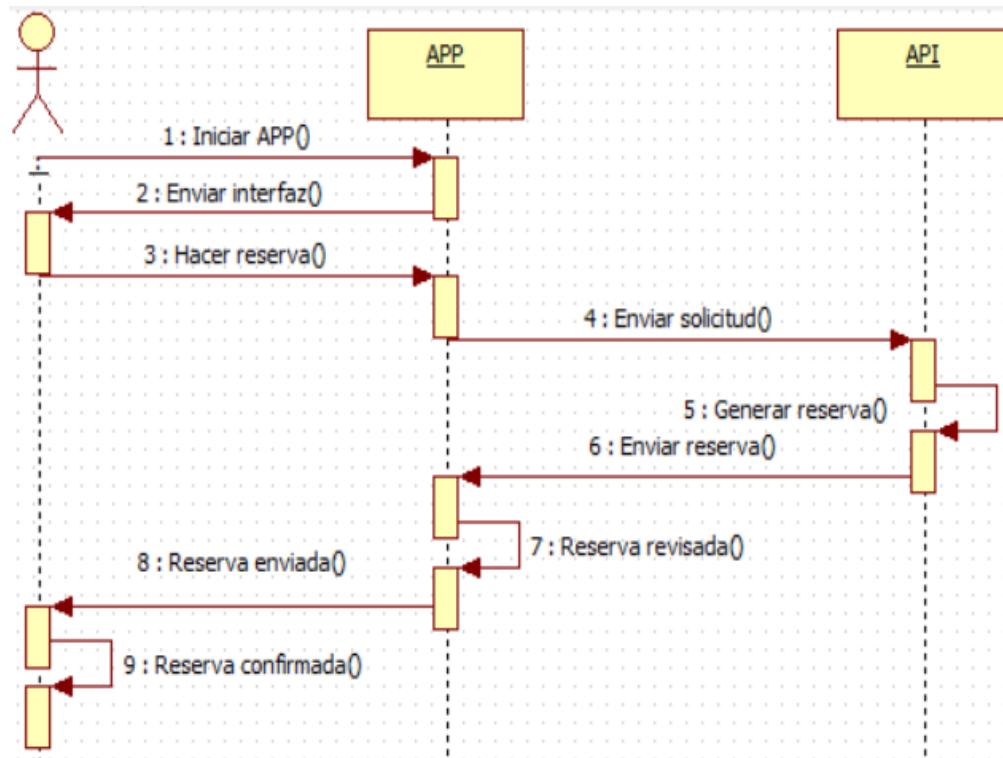 APP
API
1 : Iniciar APP()
2 : Enviar interfaz()
3 : Hacer reserva()
4 : Enviar solicitud()
5 : Generar reserva()
6 : Enviar reserva()
7 : Reserva revisada()
8 : Reserva enviada()
9 : Reserva confirmada()